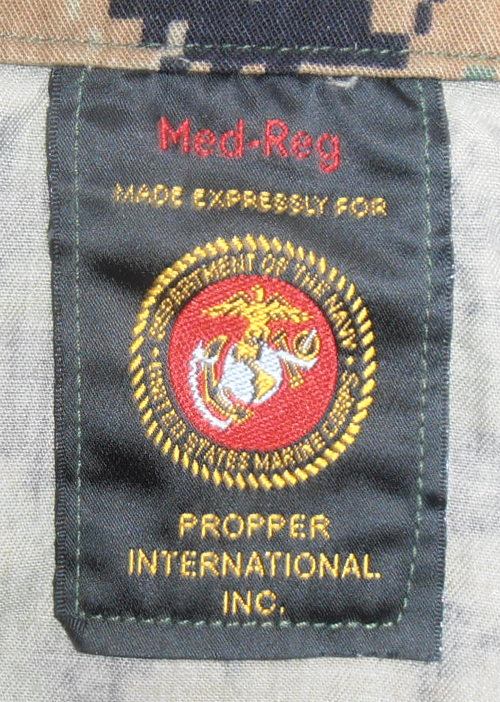 Med-Reg
MADE EXPRESSLY FOR
DEPARTMENT OF THE NAVY
UNITED STATES MARINE CORPS
PROPPER
INTERNATIONAL
INC.